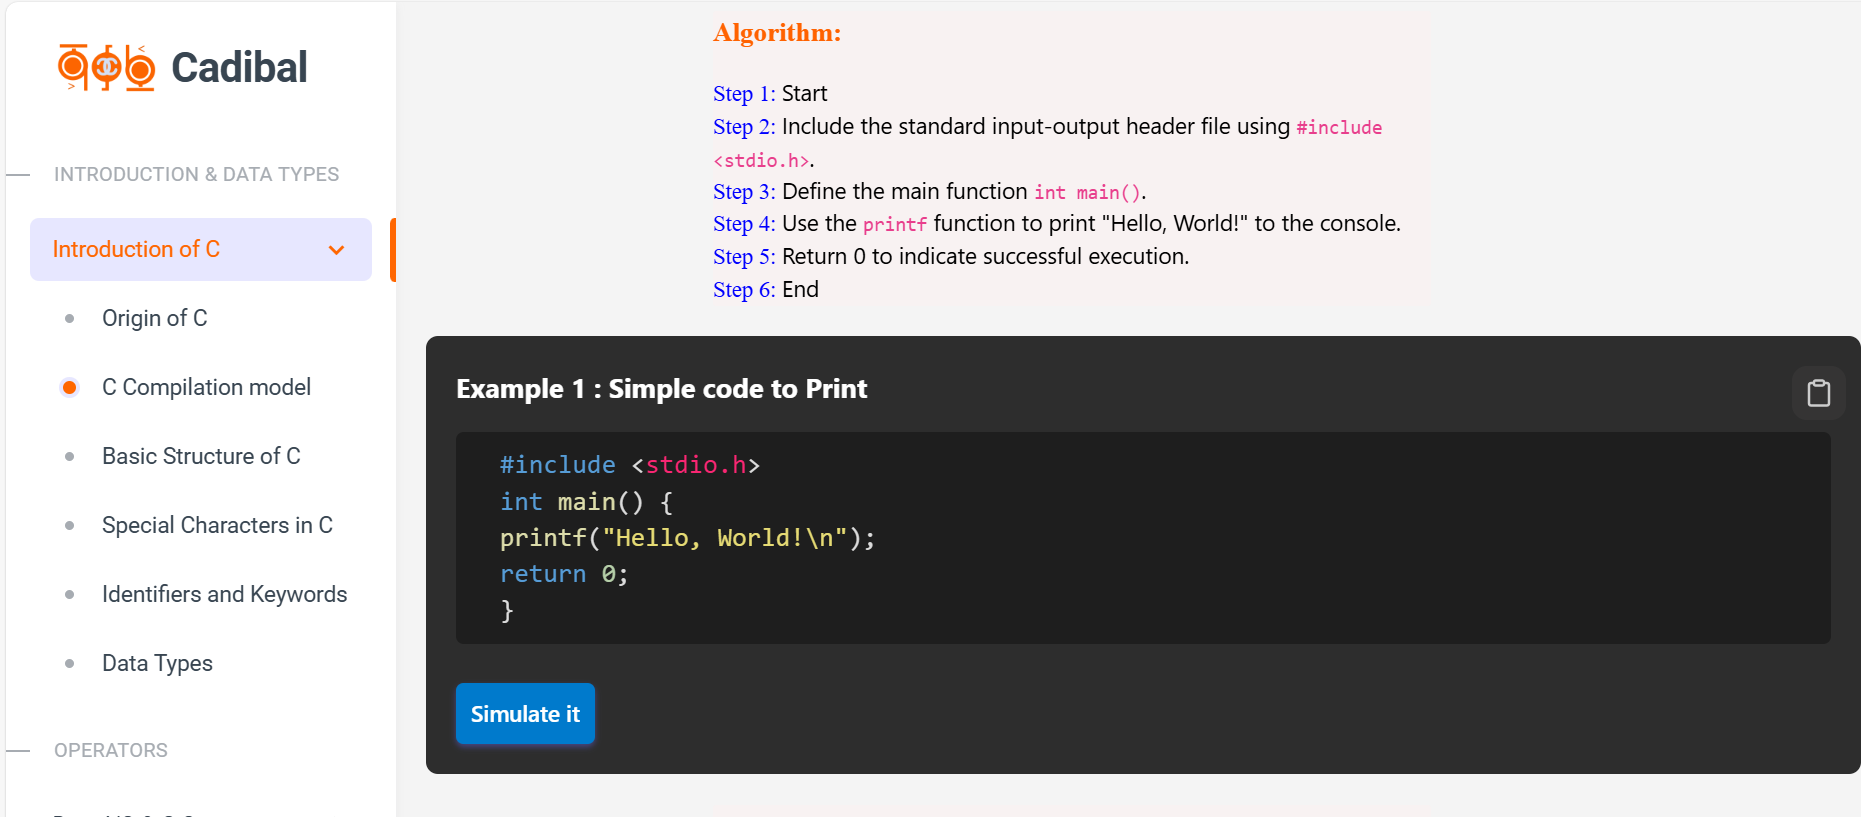 Cadibal
INTRODUCTION & DATA TYPES
Introduction of C
Origin of C
C Compilation model
Basic Structure of C
Special Characters in C
Identifiers and Keywords
Data Types
OPERATORS
Algorithm:
Step 1: Start
Step 2: Include the standard input-output header file using #include
<stdio.h>.
Step 3: Define the main function int main().
Step 4: Use the printf function to print "Hello, World!" to the console.
Step 5: Return 0 to indicate successful execution.
Step 6: End
Example 1 : Simple code to Print
#include <stdio.h>
int main() {
printf("Hello, World!\n");
return 0;
}
Simulate it